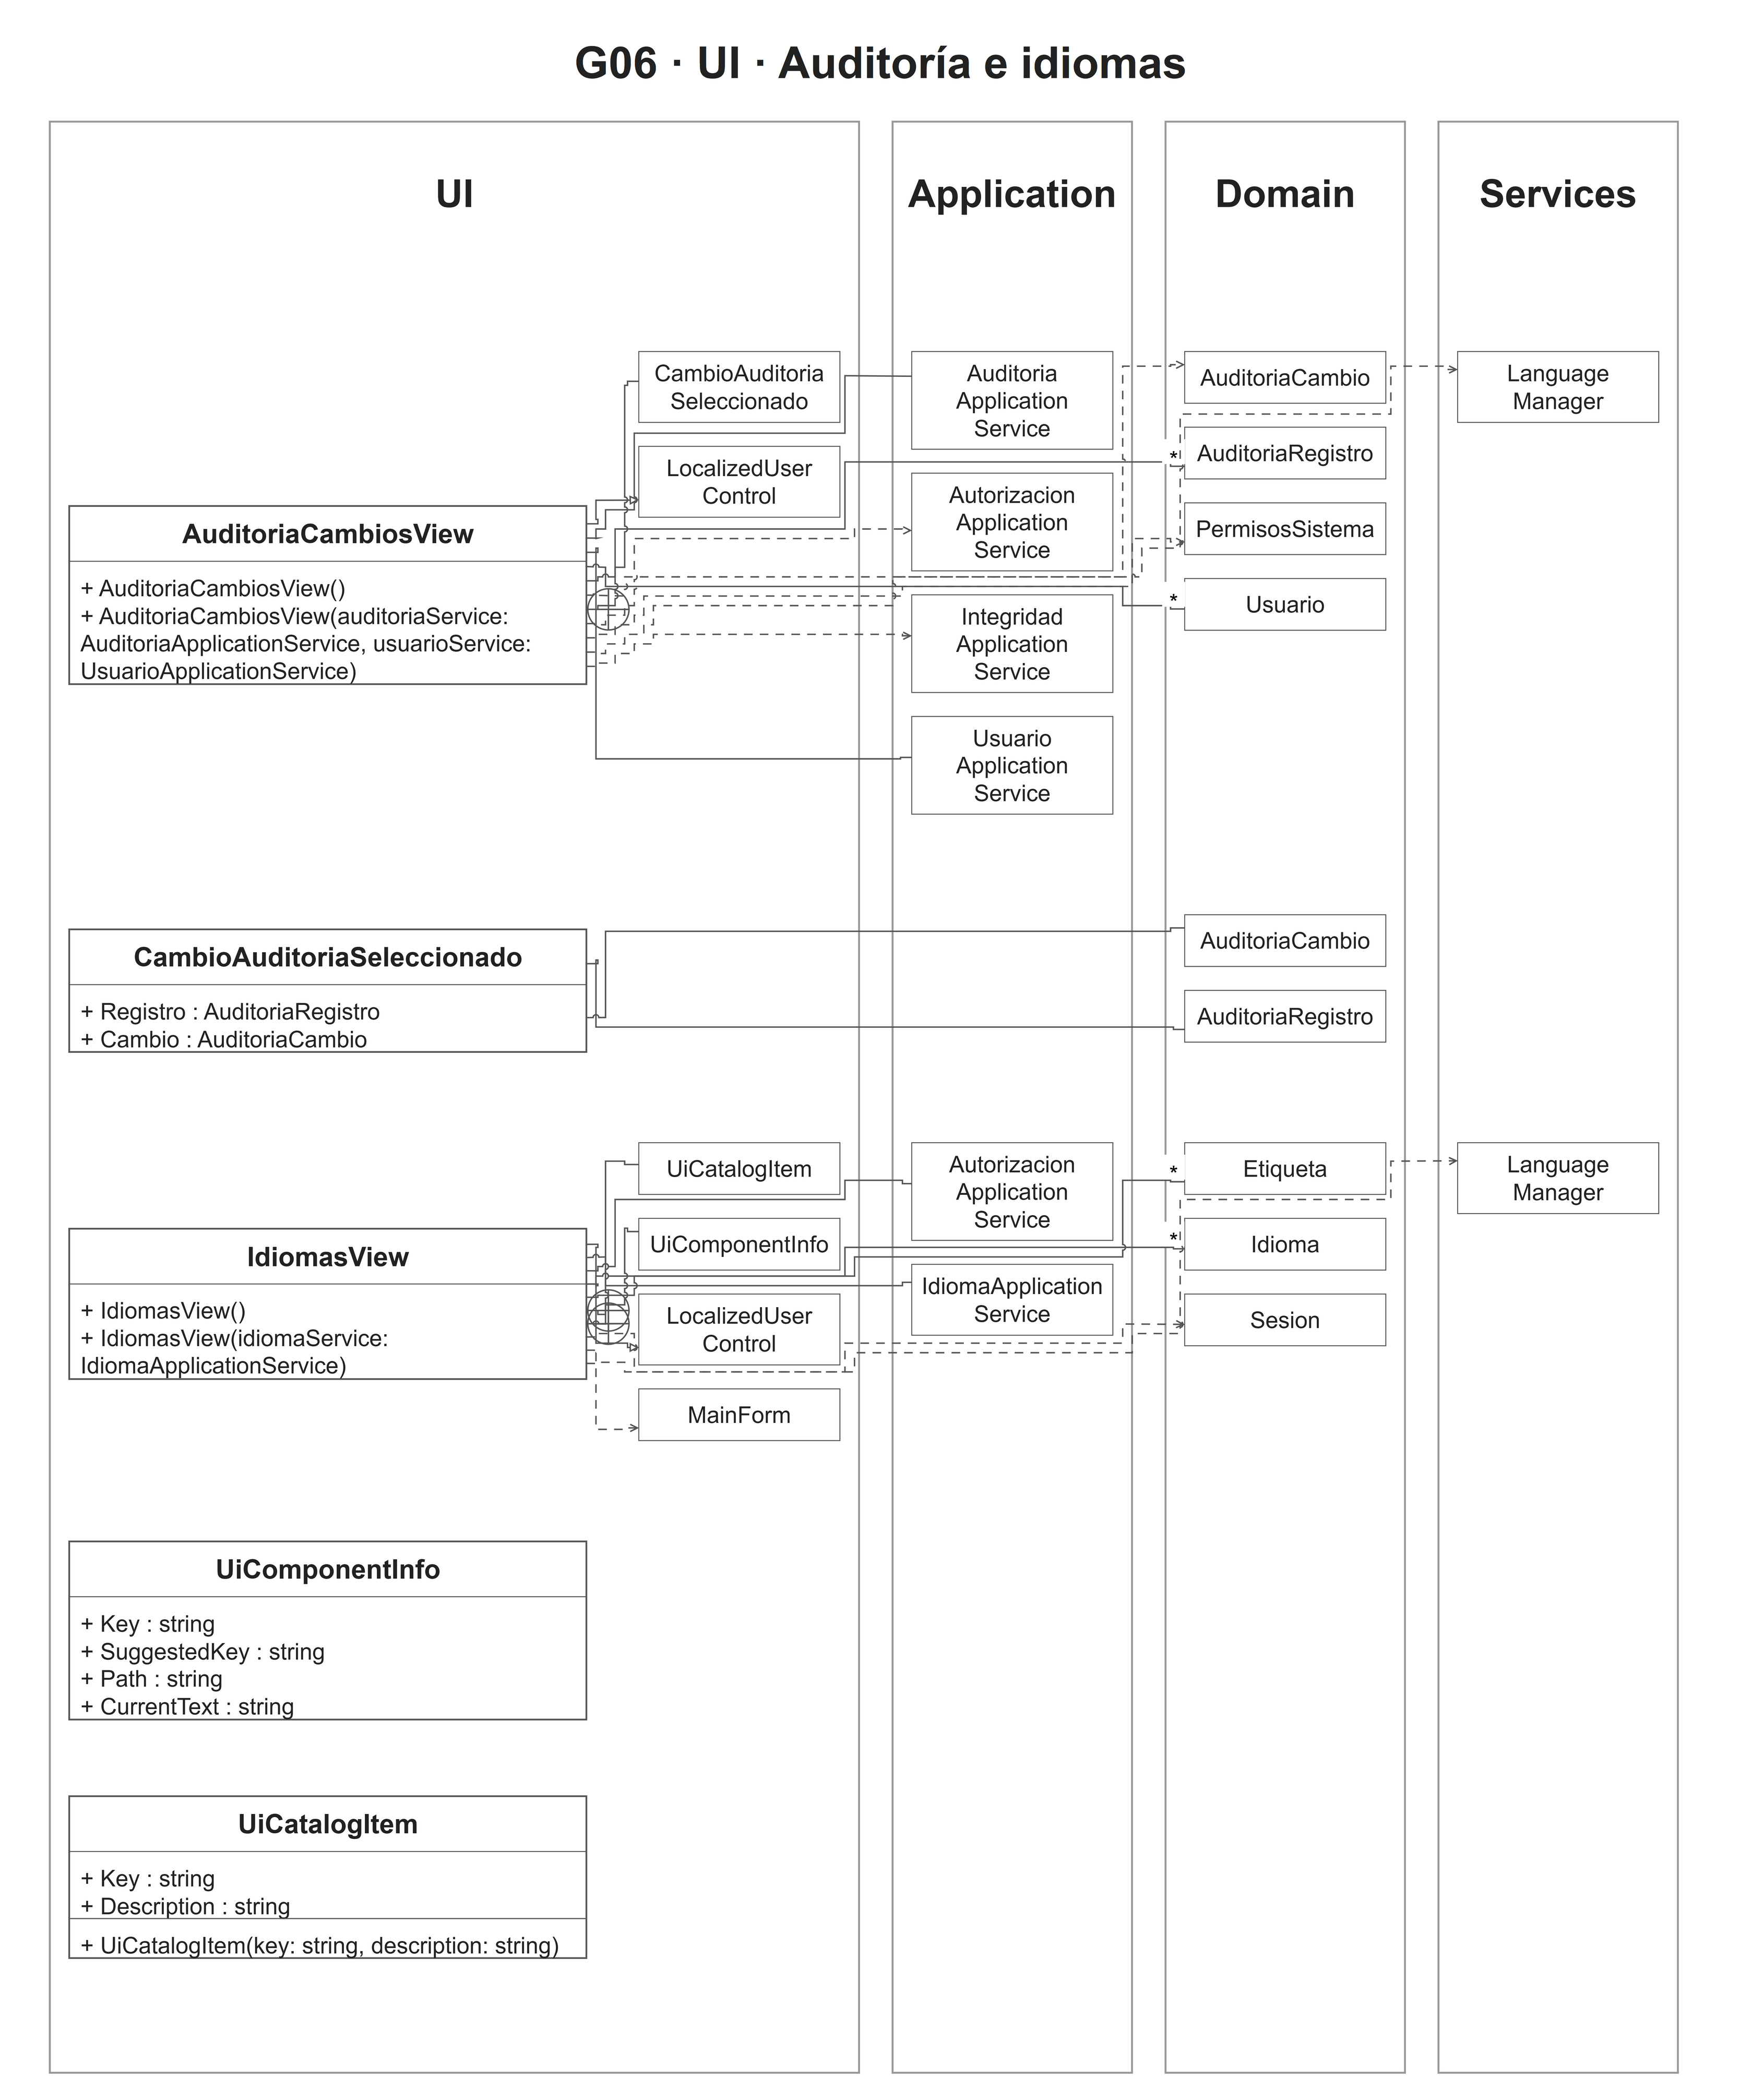 G06 · UI · Auditoría e idiomas
UI
Application
Domain
Services
CambioAuditoria
Seleccionado
LocalizedUser
Control
AuditoriaCambiosView
+ AuditoriaCambiosView()
+ AuditoriaCambiosView(auditoriaService:
AuditoriaApplicationService, usuarioService:
UsuarioApplicationService)
Auditoria
Application
Service
Autorizacion
Application
Service
Integridad
Application
Service
Usuario
Application
Service
AuditoriaCambio
*
AuditoriaRegistro
PermisosSistema
*
Usuario
Language
Manager
CambioAuditoriaSeleccionado
+ Registro : AuditoriaRegistro
+ Cambio : AuditoriaCambio
AuditoriaCambio
AuditoriaRegistro
UiCatalogItem
UiComponentInfo
LocalizedUser
Control
MainForm
IdiomasView
+ IdiomasView()
+ IdiomasView(idiomaService:
IdiomaApplicationService)
Autorizacion
Application
Service
IdiomaApplication
Service
*
Etiqueta
*
Idioma
Sesion
Language
Manager
UiComponentInfo
+ Key : string
+ SuggestedKey : string
+ Path : string
+ CurrentText : string
UiCatalogItem
+ Key : string
+ Description : string
+ UiCatalogItem(key: string, description: string)